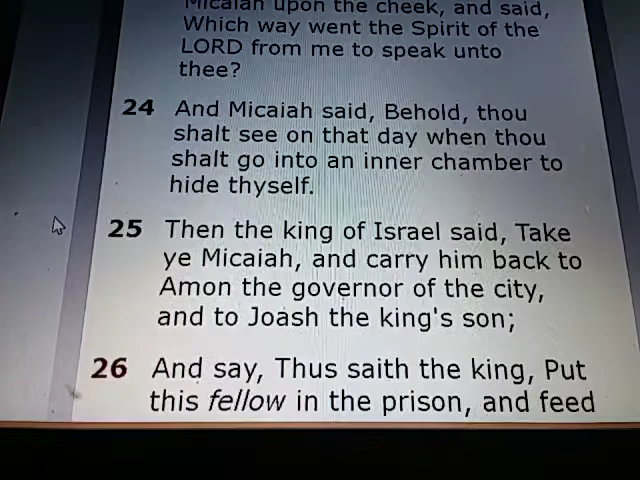 Micaiah upon the cheek, and said,
Which way went the Spirit of the
LORD from me to speak unto
thee?
24 And Micaiah said, Behold, thou
shalt see on that day when thou
shalt go into an inner chamber to
hide thyself.
25 Then the king of Israel said, Take
ye Micaiah, and carry him back to
Amon the governor of the city,
and to Joash the king's son;
26 And say, Thus saith the king, Put
this fellow in the prison, and feed